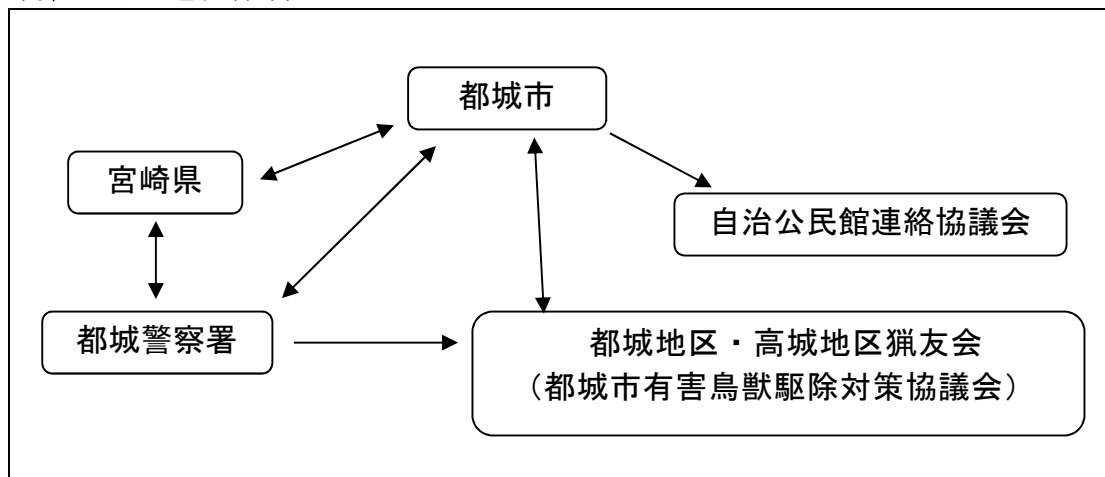 都城市
宮崎県
自治公民館連絡協議会
都城警察署
都城地区・高城地区猟友会
（都城市有害鳥獣駆除対策協議会）